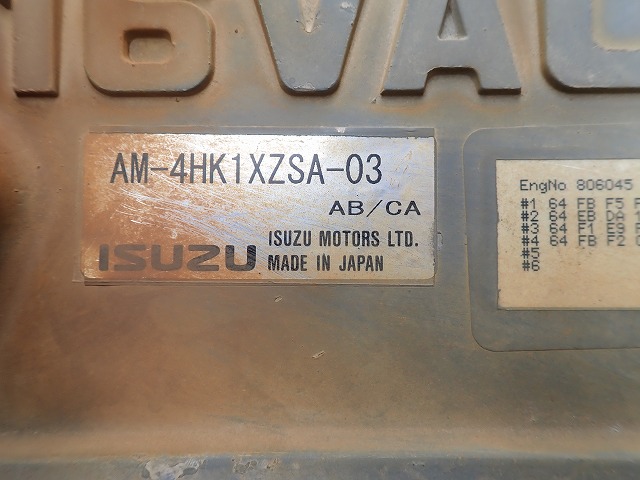 16VAL
AM-4HK1XZSA-03
AB/CA
ISUZU ISUZU MOTORS LTD.
MADE IN JAPAN
EngNo 806045
#1 64 FB F5
#2 64 EB DA
#3 64 F1 E9
#4 64 FB F2
#5
#6